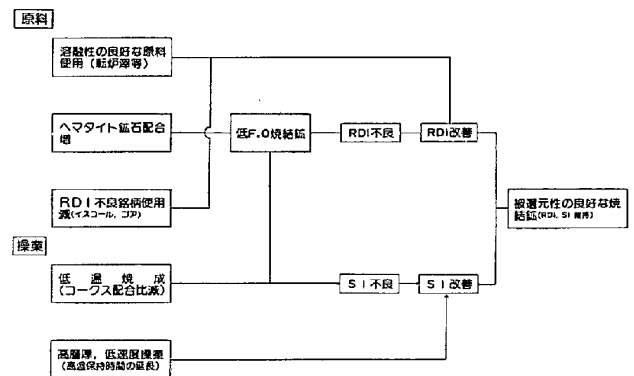 原料
溶融性の良好な原料
使用(転炉滓等)
ヘマタイト鉱石配合
増
低F.O焼結鉱
RDI不良
RDI改善
RDI不良銘柄使用
減(イスコール, ゴア)
被還元性の良好な焼
結鉱(RDI, SI 維持)
操業
低温焼成
(コークス配合比減)
SI不良
SI改善
高層厚, 低速度操業
(高温保持時間の延長)